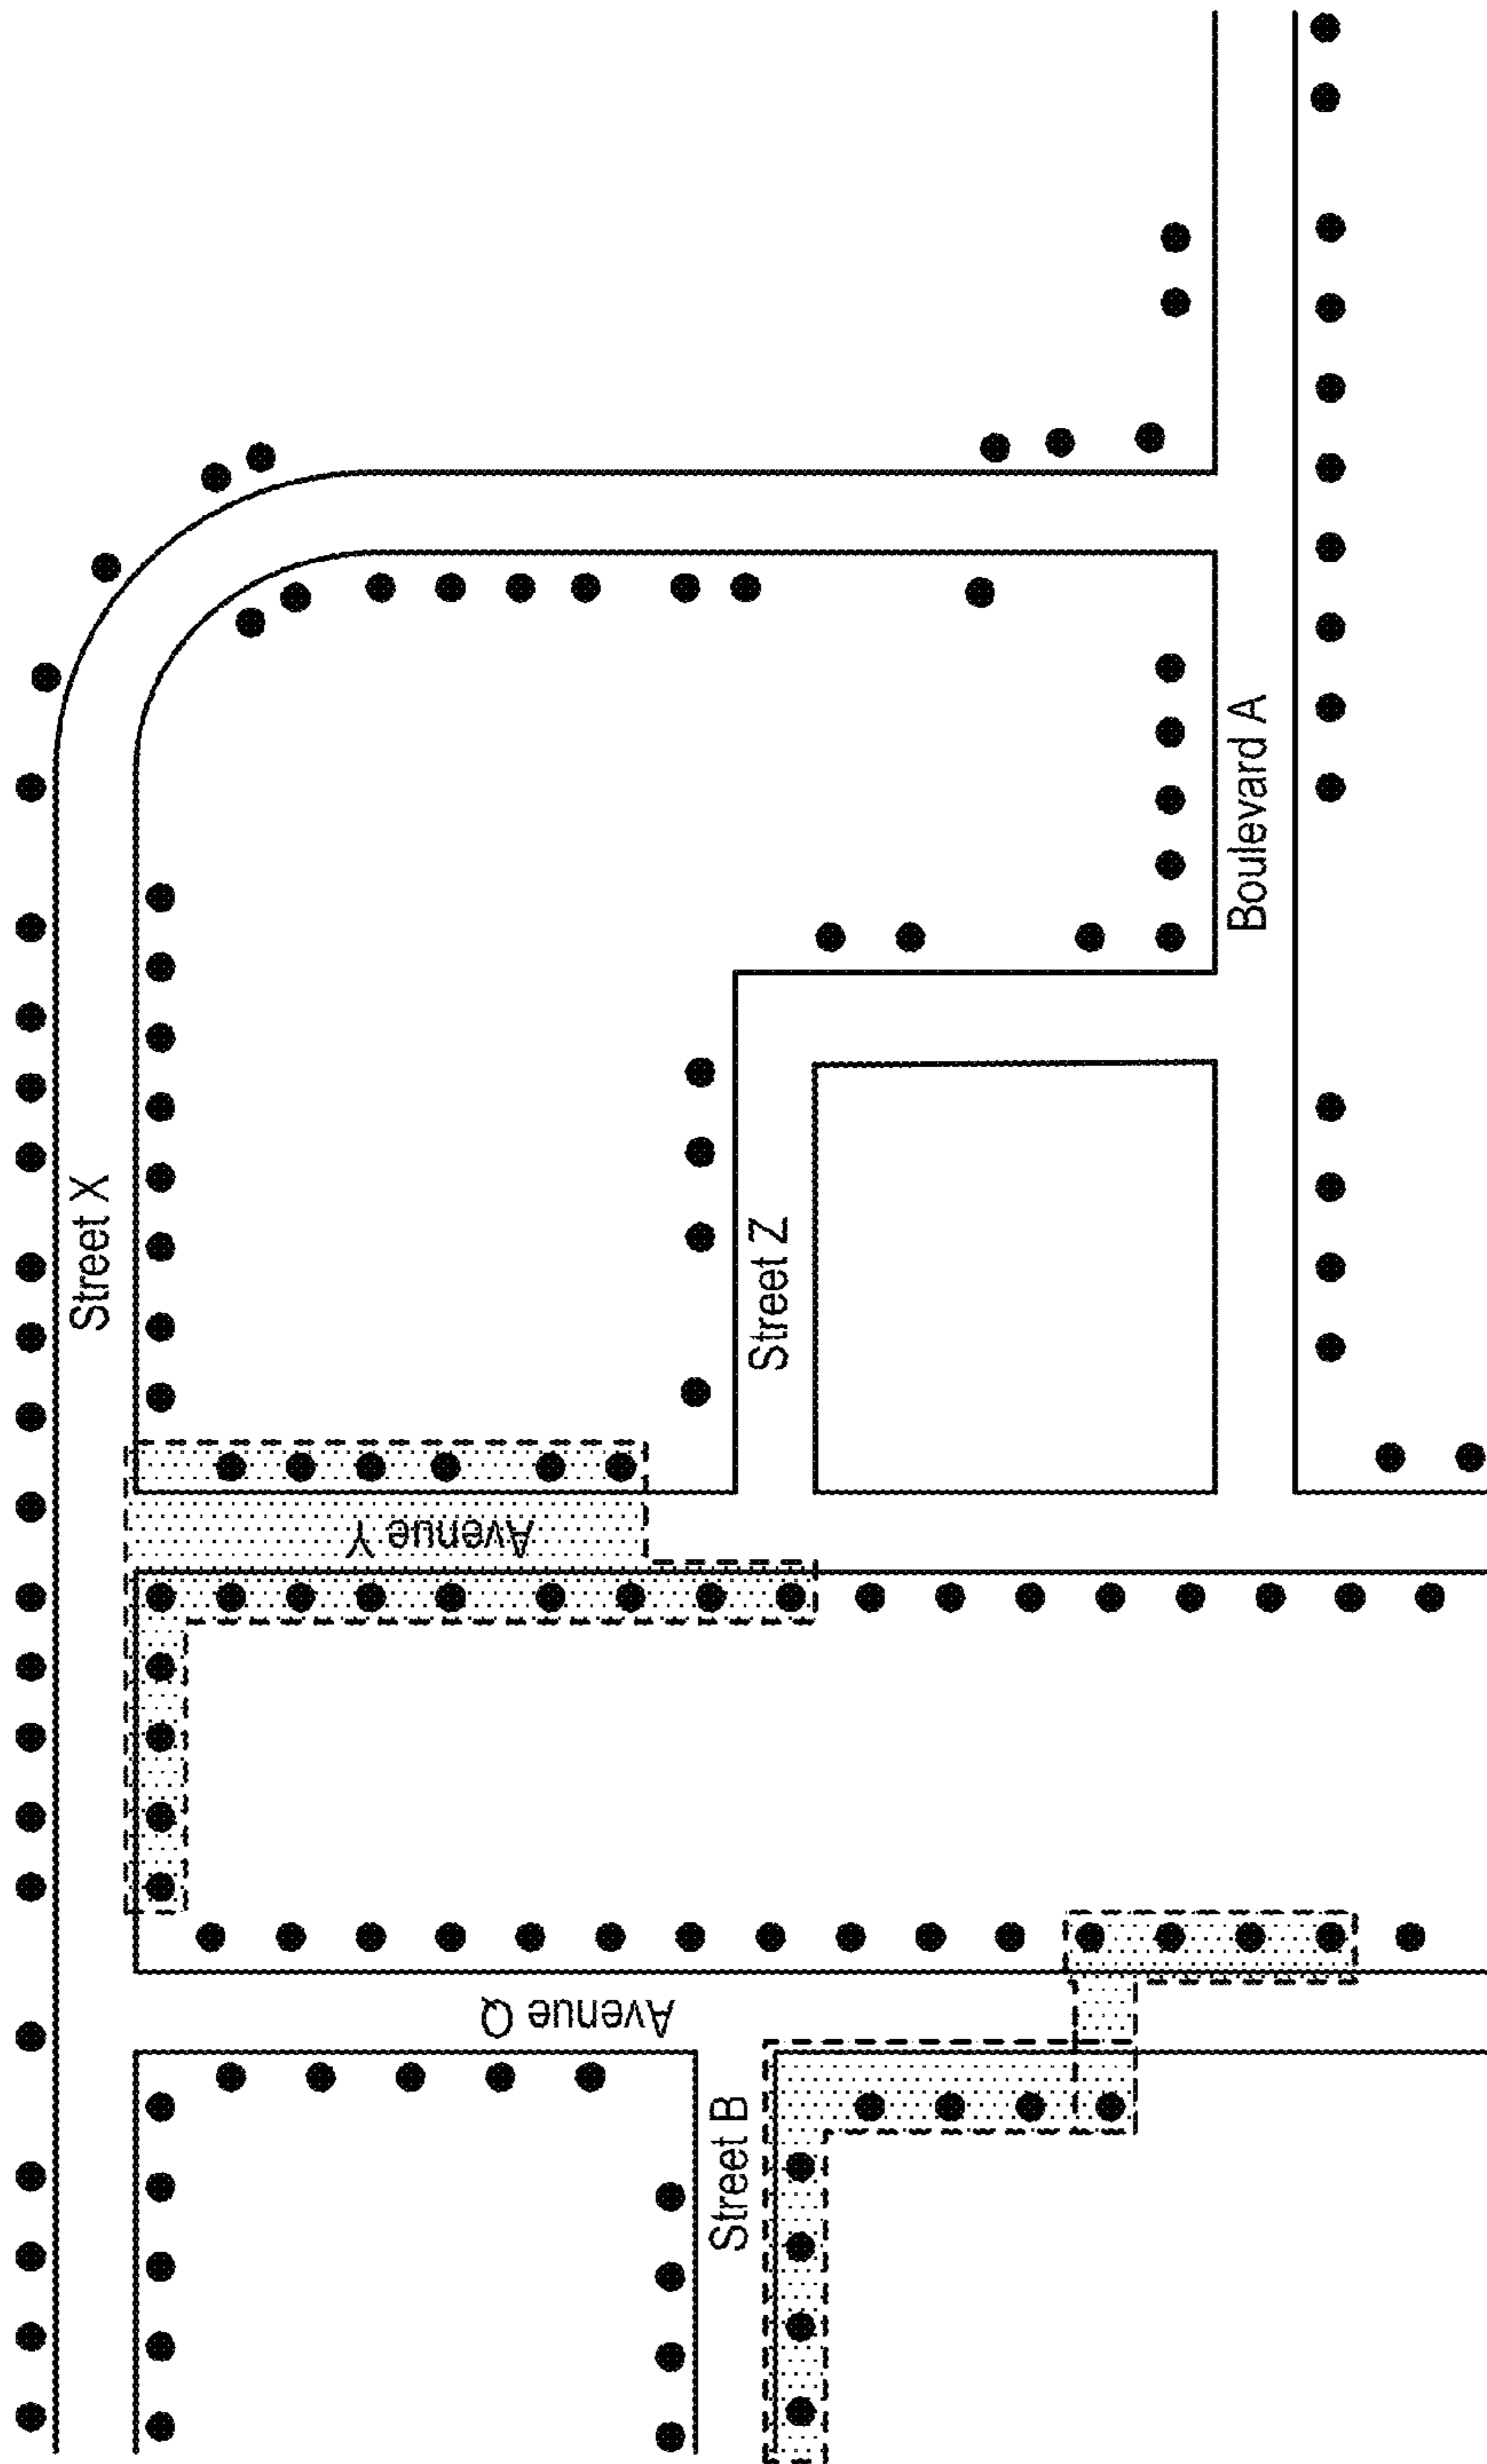 Street X
Avenue Y
Street Z
Boulevard A
Avenue Q
Street B